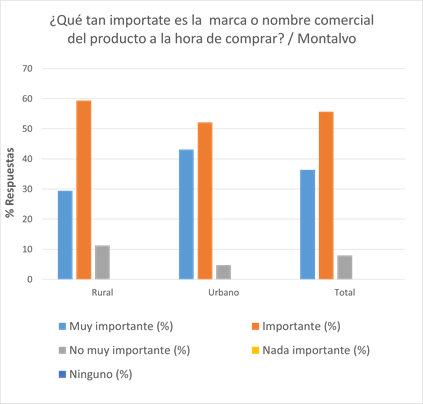 ¿Qué tan importate es la  marca o nombre comercial
del producto a la hora de comprar? / Montalvo
70
60
50
40
30
20
10
0
% Respuestas
Rural Urbano Total
Muy importante (%) Importante (%)
No muy importante (%) Nada importante (%)
Ninguno (%)